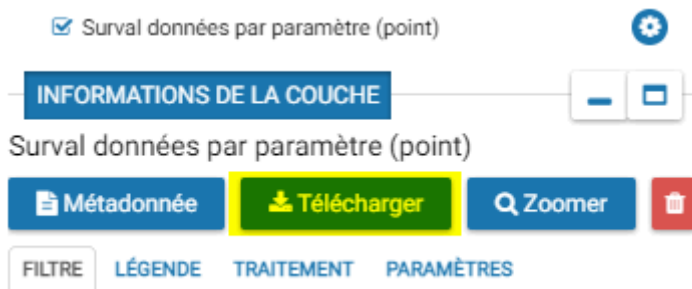 Surval données par paramètre (point)
INFORMATIONS DE LA COUCHE
Surval données par paramètre (point)
Métadonnée Télécharger Zoomer
FILTRE LÉGENDE TRAITEMENT PARAMÈTRES